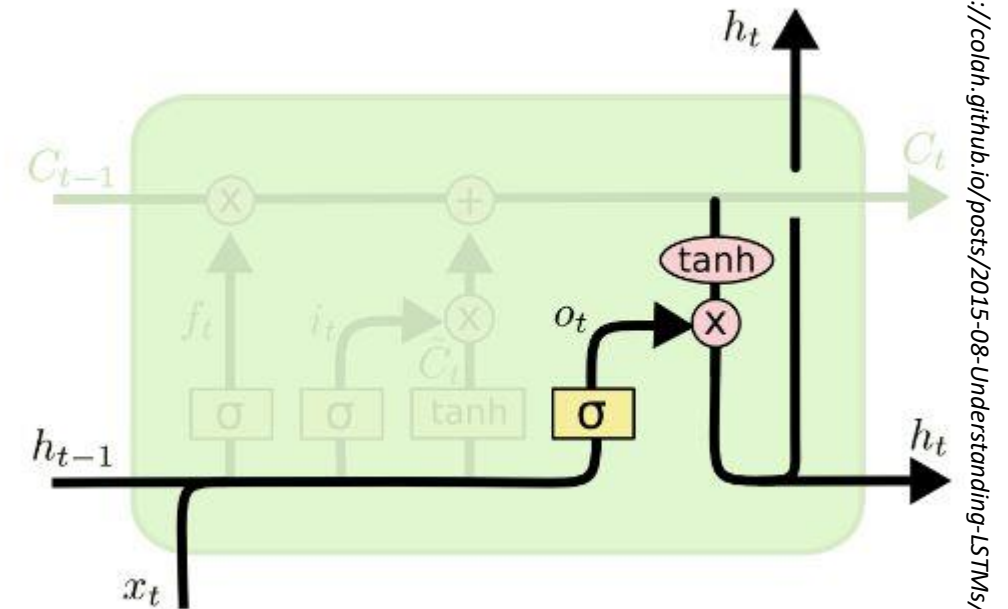 h_t
C_{t-1}
C_t
x
+
tanh
f_t
i_t
x
o_t
x
C̃_t
σ
σ
tanh
σ
h_{t-1}
h_t
x_t
://colah.github.io/posts/2015-08-Understanding-LSTMs/